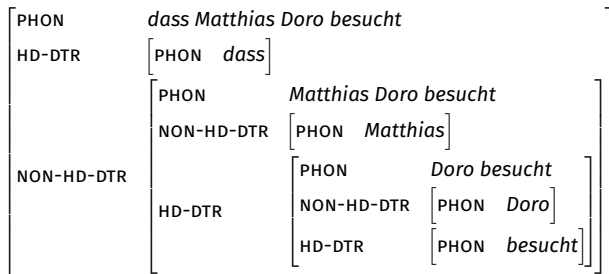 PHON dass Matthias Doro besucht
HD-DTR [PHON dass]
PHON Matthias Doro besucht
NON-HD-DTR [PHON Matthias]
NON-HD-DTR
PHON Doro besucht
HD-DTR NON-HD-DTR [PHON Doro]
HD-DTR [PHON besucht]